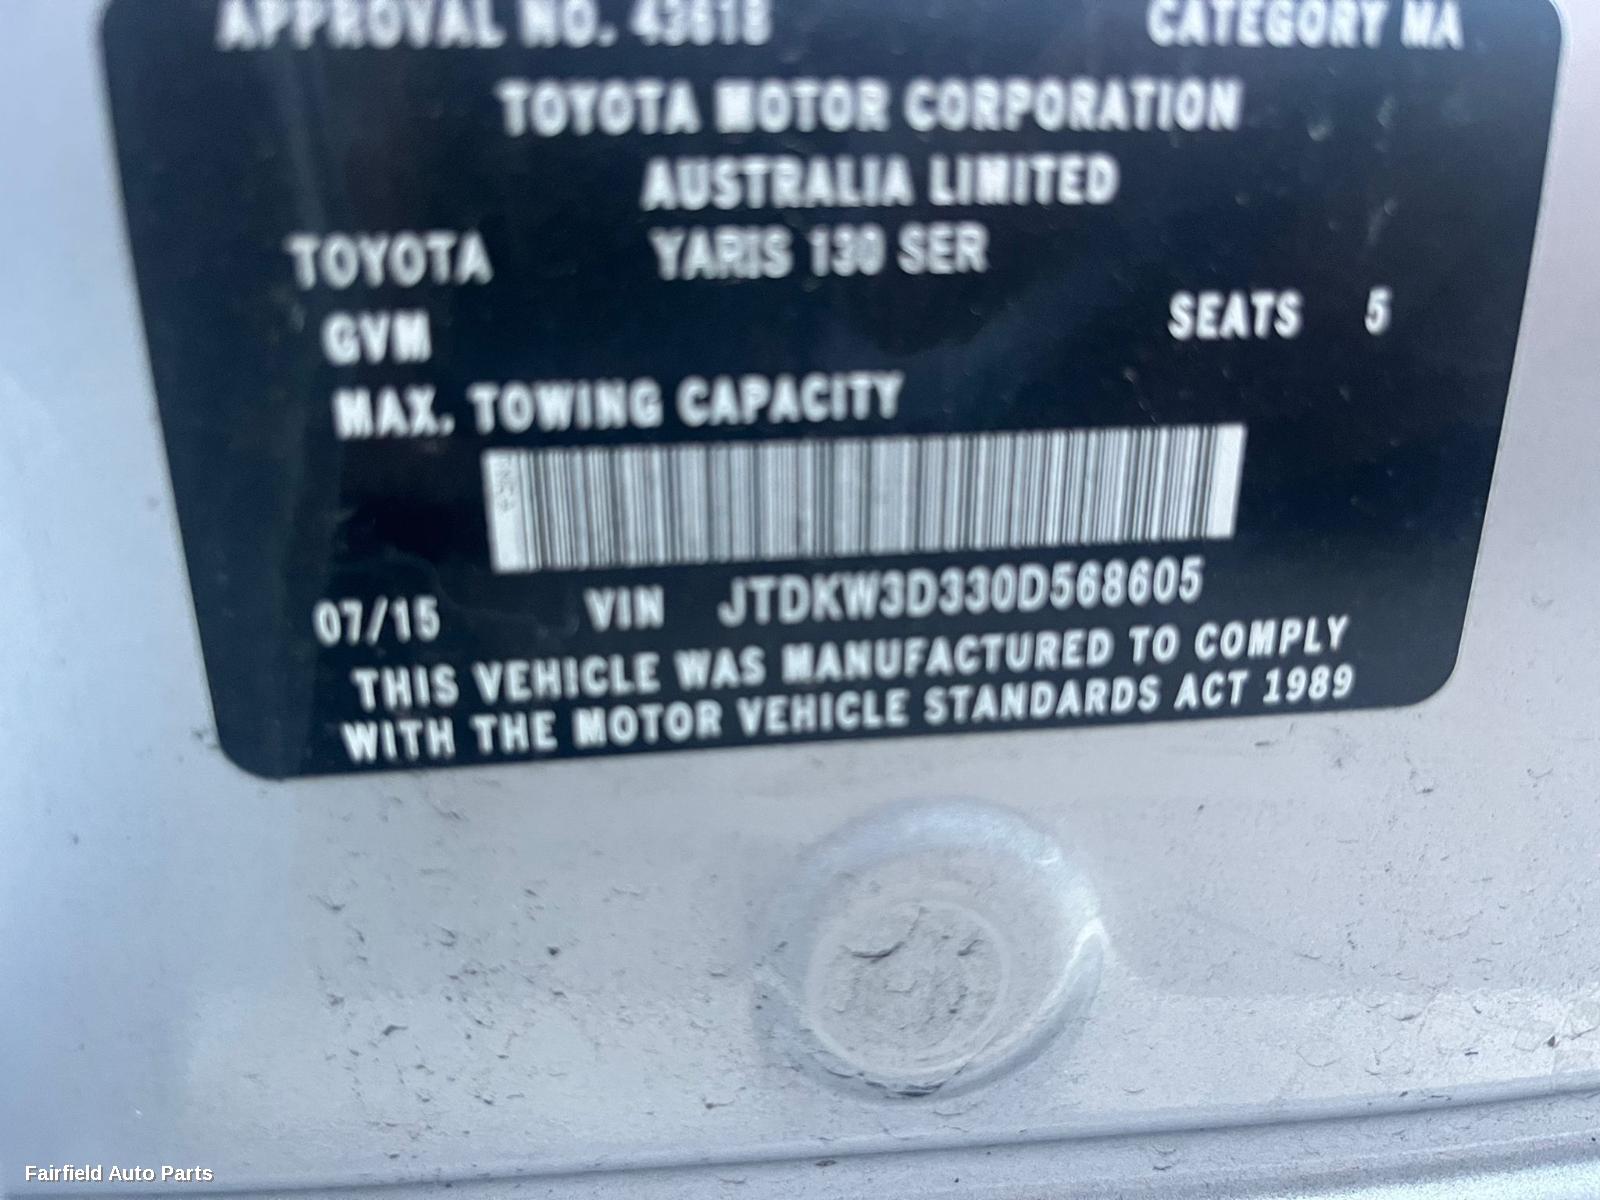 APPROVAL NO. 43618 CATEGORY MA
TOYOTA MOTOR CORPORATION
AUSTRALIA LIMITED
TOYOTA YARIS 130 SER
GVM SEATS 5
MAX. TOWING CAPACITY
07/15 VIN JTDKW3D330D568605
THIS VEHICLE WAS MANUFACTURED TO COMPLY
WITH THE MOTOR VEHICLE STANDARDS ACT 1989
Fairfield Auto Parts